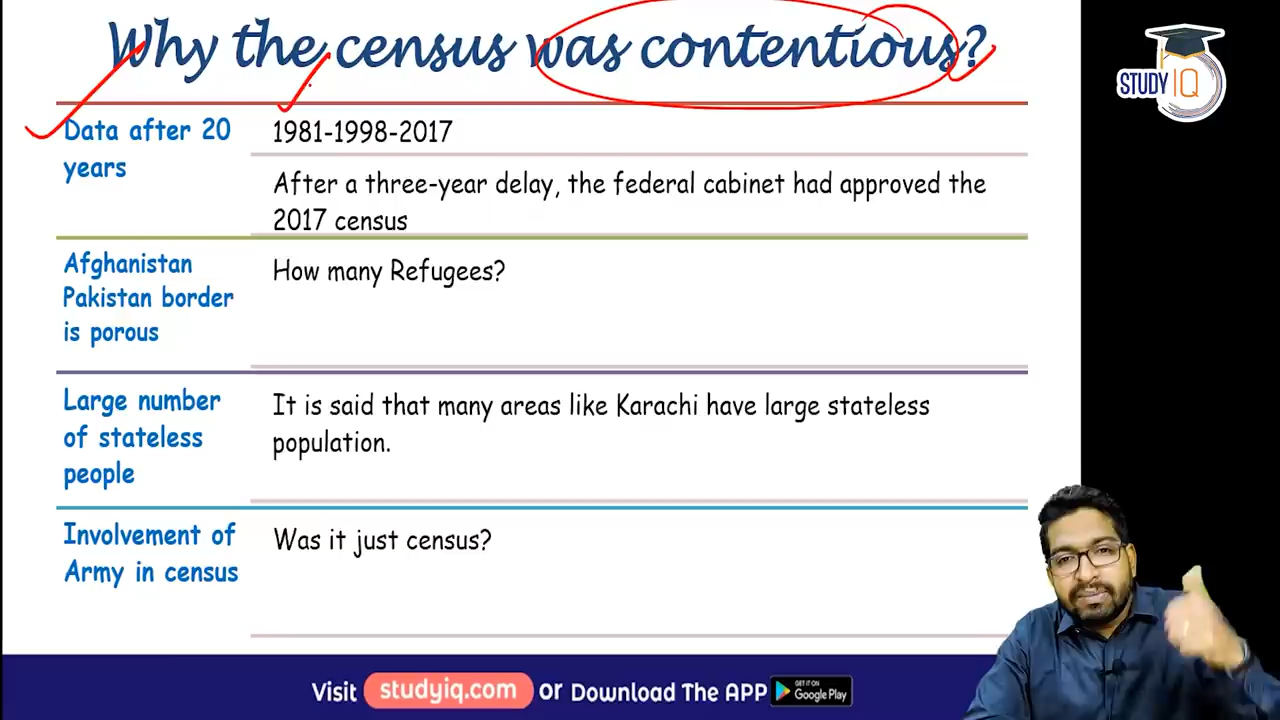 Why the census was contentious?
STUDY IQ
Data after 20
years
1981-1998-2017
After a three-year delay, the federal cabinet had approved the
2017 census
Afghanistan
Pakistan border
is porous
How many Refugees?
Large number
of stateless
people
It is said that many areas like Karachi have large stateless
population.
Involvement of
Army in census
Was it just census?
Visit studyiq.com or Download The APP GET IT ON Google Play